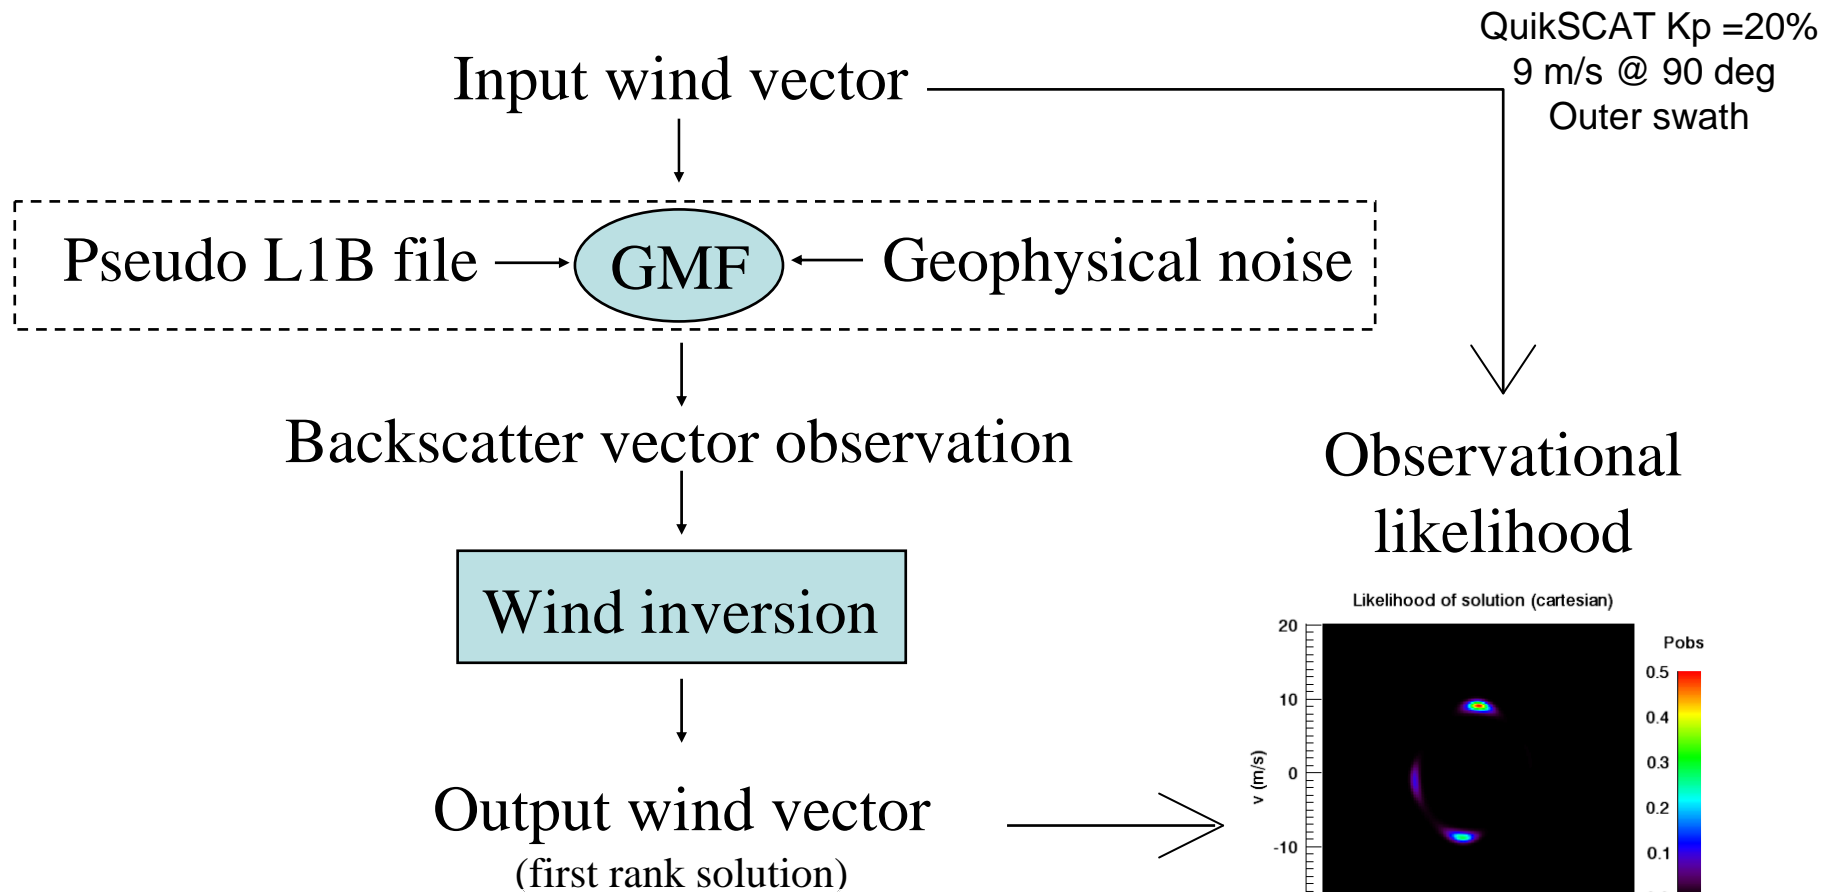 QuikSCAT Kp =20%
9 m/s @ 90 deg
Outer swath
Input wind vector
Pseudo L1B file
GMF
Geophysical noise
Backscatter vector observation
Observational
likelihood
Wind inversion
Likelihood of solution (cartesian)
20
10
0
-10
v (m/s)
Pobs
0.5
0.4
0.3
0.2
0.1
Output wind vector
(first rank solution)